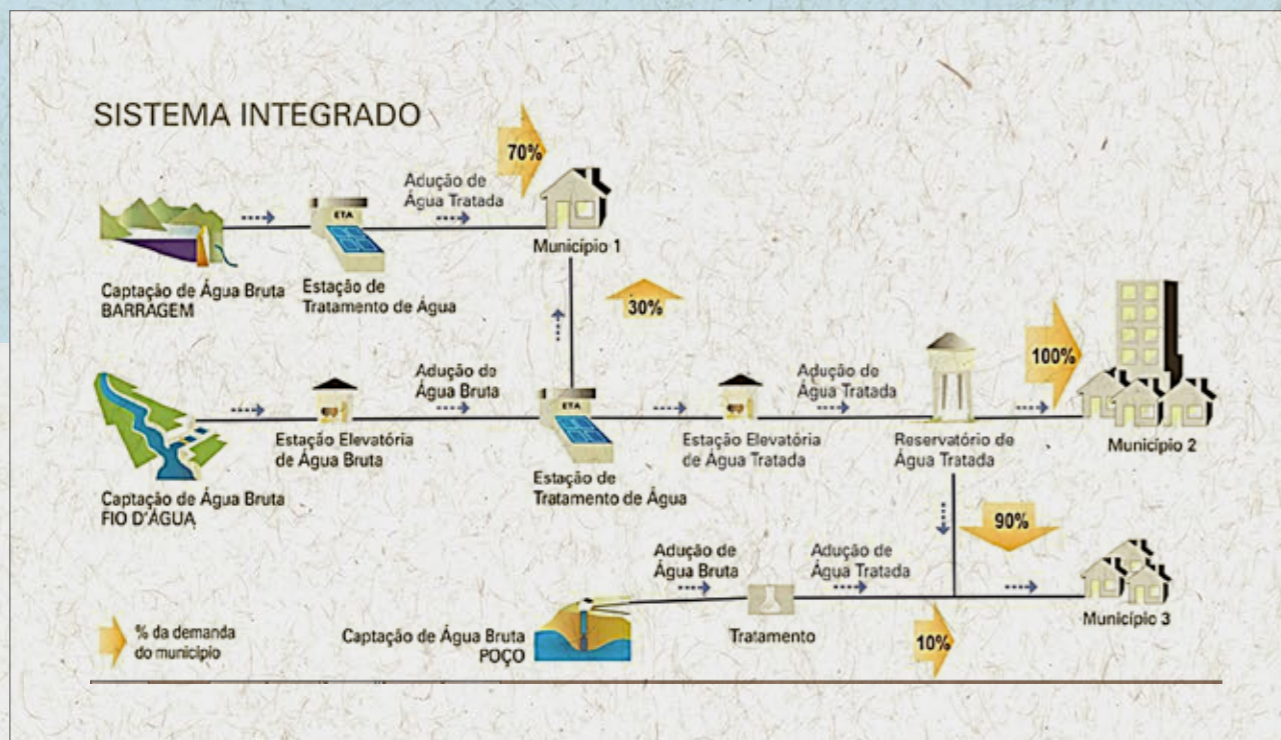 SISTEMA INTEGRADO
70%
Adução de
Água Tratada
ETA
Município 1
Captação de Água Bruta
BARRAGEM
Estação de
Tratamento de Água
30%
100%
Adução de
Água Bruta
Adução de
Água Tratada
ETA
Estação Elevatória
de Água Bruta
Estação Elevatória
de Água Tratada
Reservatório de
Água Tratada
Município 2
Estação de
Tratamento de Água
Captação de Água Bruta
FIO D'ÁGUA
90%
Adução de
Água Bruta
Adução de
Água Tratada
Município 3
% da demanda
do município
Captação de Água Bruta
POÇO
Tratamento
10%